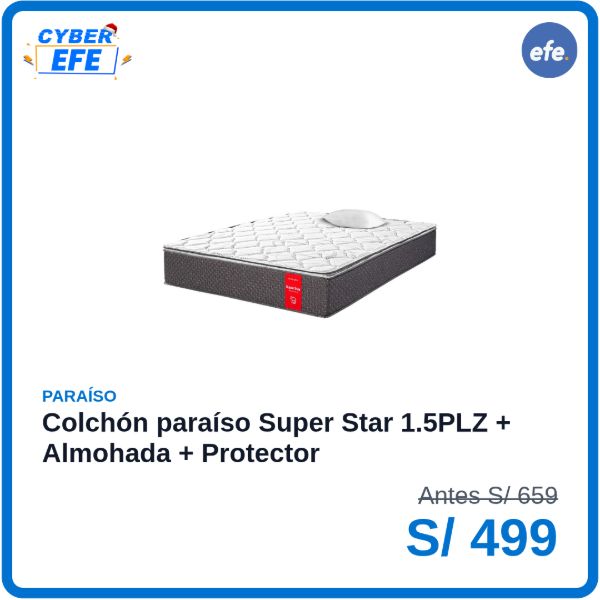 CYBER
EFE
efe.
PARAÍSO
Colchón paraíso Super Star 1.5PLZ +
Almohada + Protector
Antes S/ 659
S/ 499